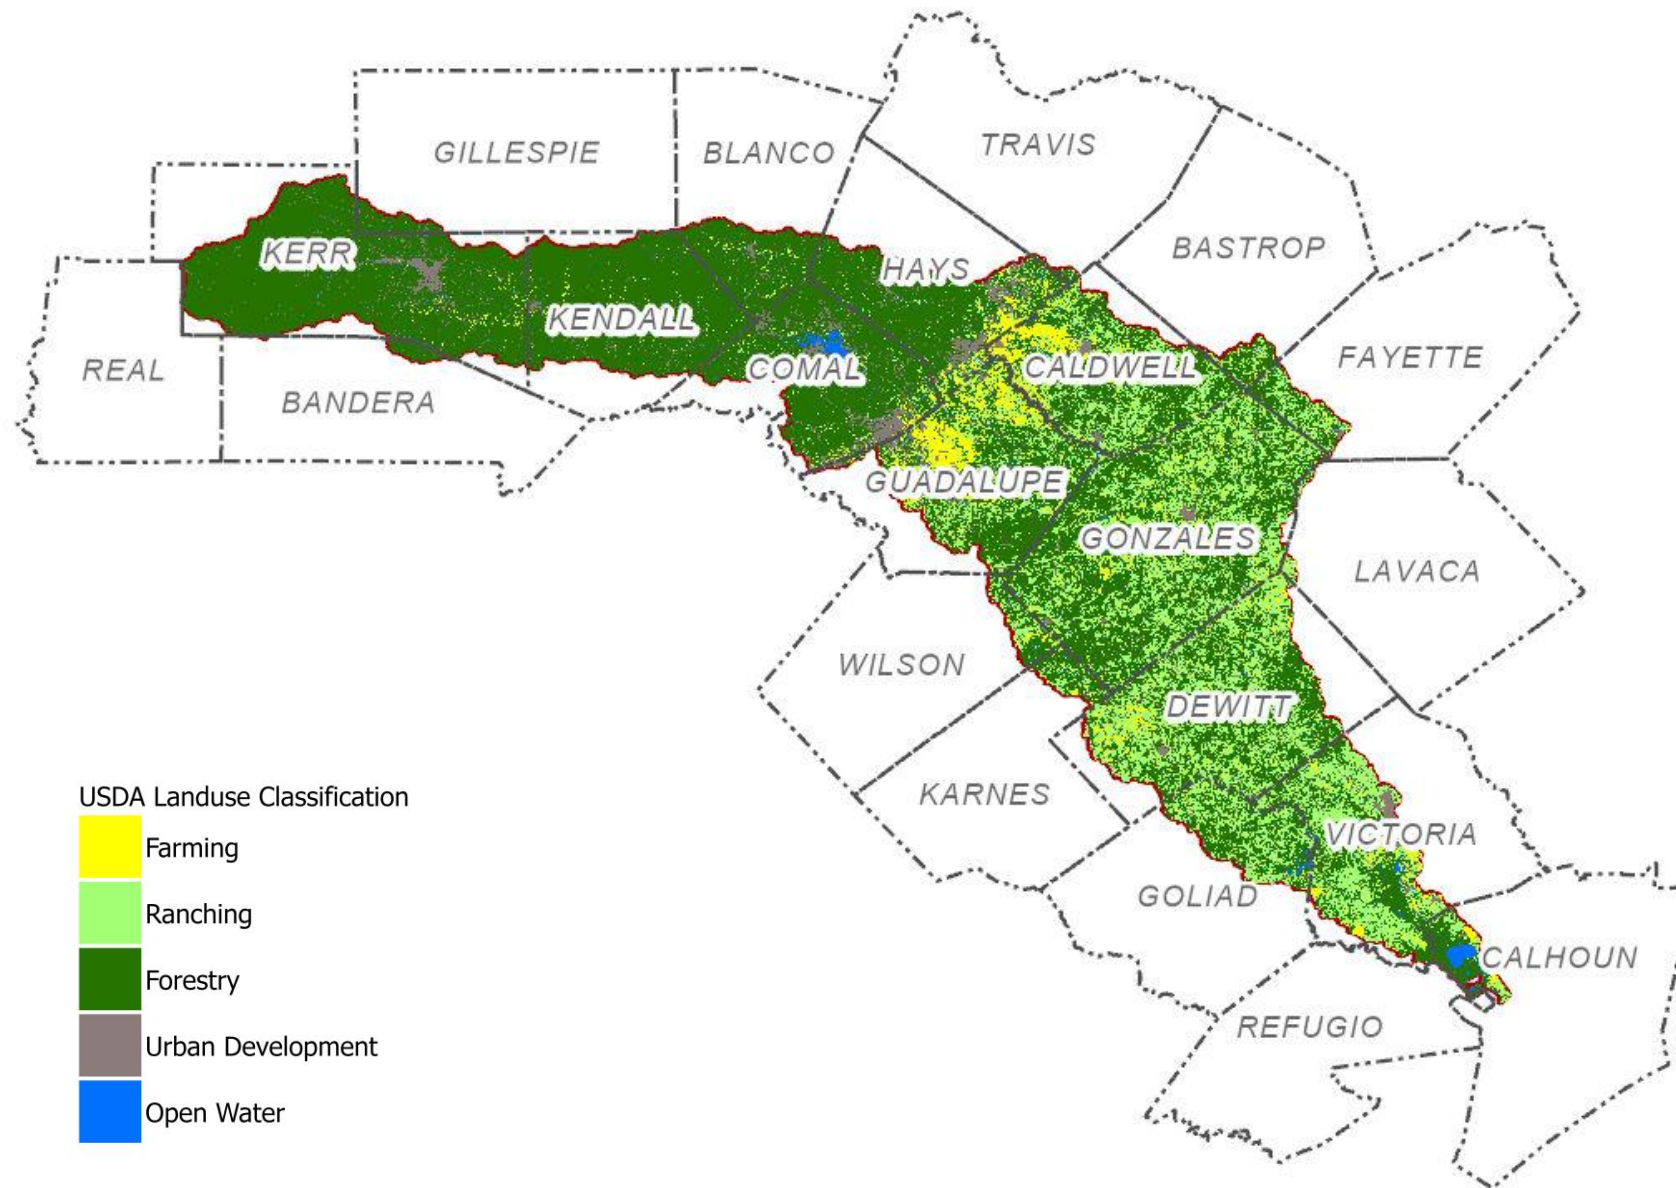 TRAVIS
GILLESPIE
BLANCO
BASTROP
KERR
HAYS
KENDALL
FAYETTE
REAL
COMAL
CALDWELL
BANDERA
GUADALUPE
GONZALES
LAVACA
WILSON
DEWITT
KARNES
VICTORIA
GOLIAD
CALHOUN
REFUGIO
USDA Landuse Classification
Farming
Ranching
Forestry
Urban Development
Open Water